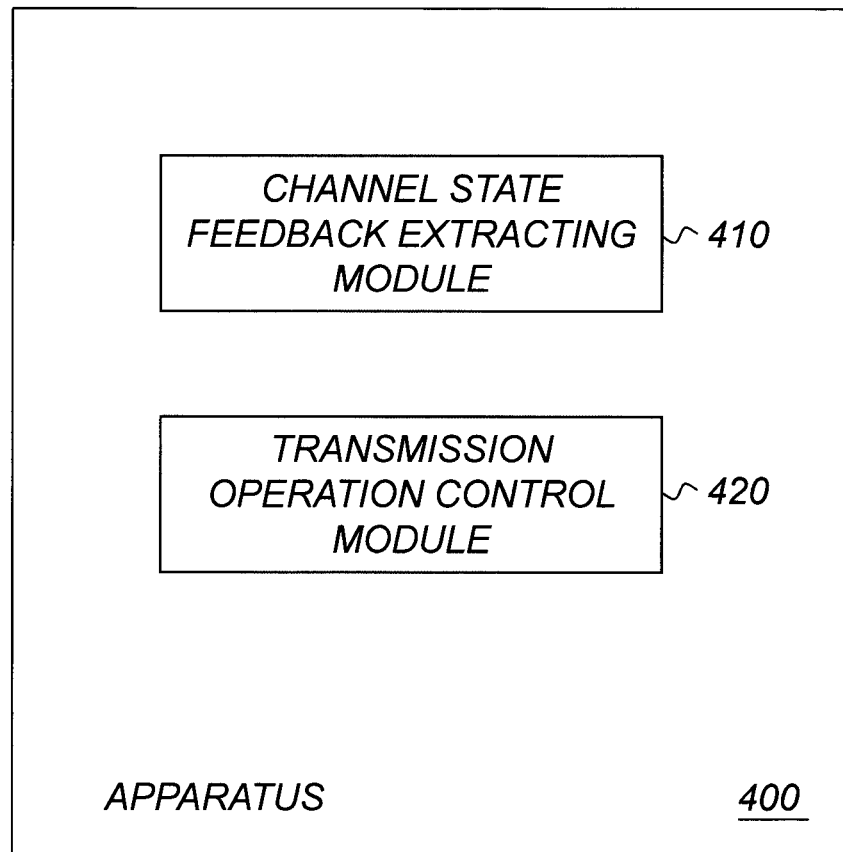 CHANNEL STATE
FEEDBACK EXTRACTING
MODULE
410
TRANSMISSION
OPERATION CONTROL
MODULE
420
APPARATUS
400